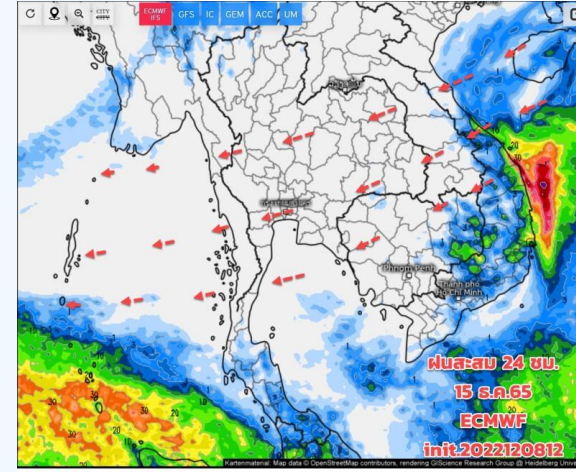 CITY
CITY
ECMWF
IFS
GFS
IC
GEM
ACC
UM
Phnom Penh
Thành phố
Hồ Chí Minh
ฝนสะสม 24 ชม.
15 ธ.ค.65
ECMWF
init.2022120812
Kartenmaterial: Map data © OpenStreetMap contributors, rendering GIScience Research Group @ Heidelberg Univ